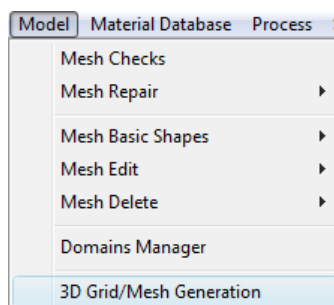 Model Material Database Process
Mesh Checks
Mesh Repair
Mesh Basic Shapes
Mesh Edit
Mesh Delete
Domains Manager
3D Grid/Mesh Generation